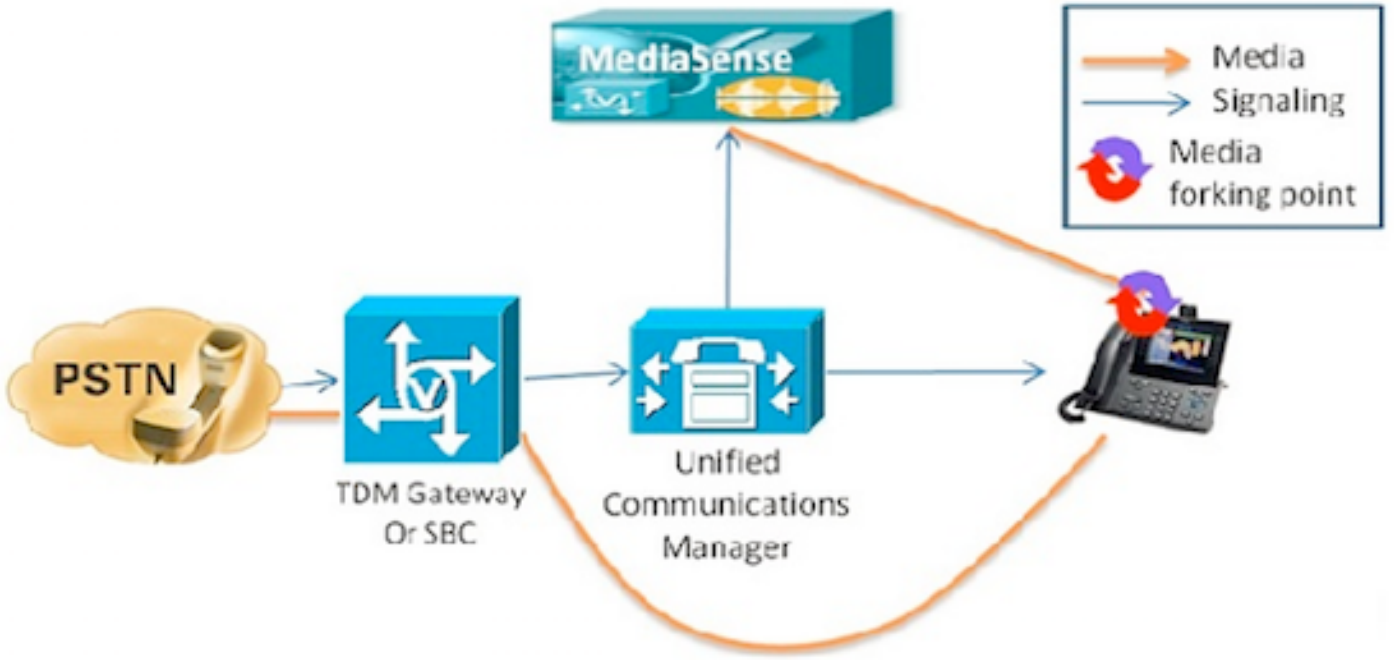 MediaSense
Media
Signaling
Media
forking point
PSTN
V
TDM Gateway
Or SBC
Unified
Communications
Manager